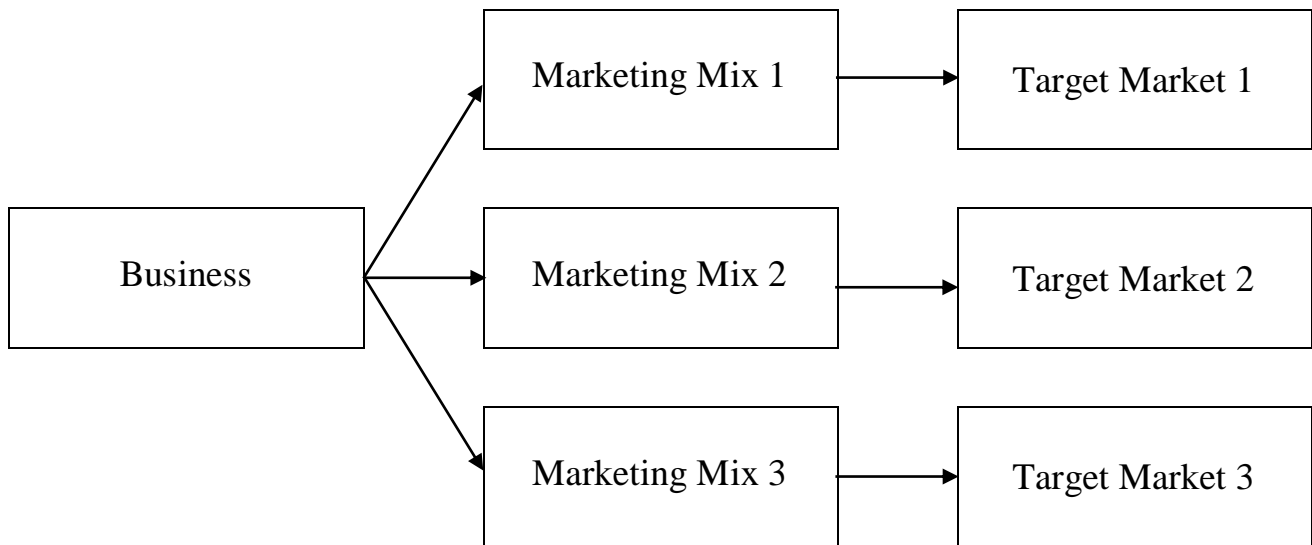 Marketing Mix 1
Target Market 1
Business
Marketing Mix 2
Target Market 2
Marketing Mix 3
Target Market 3